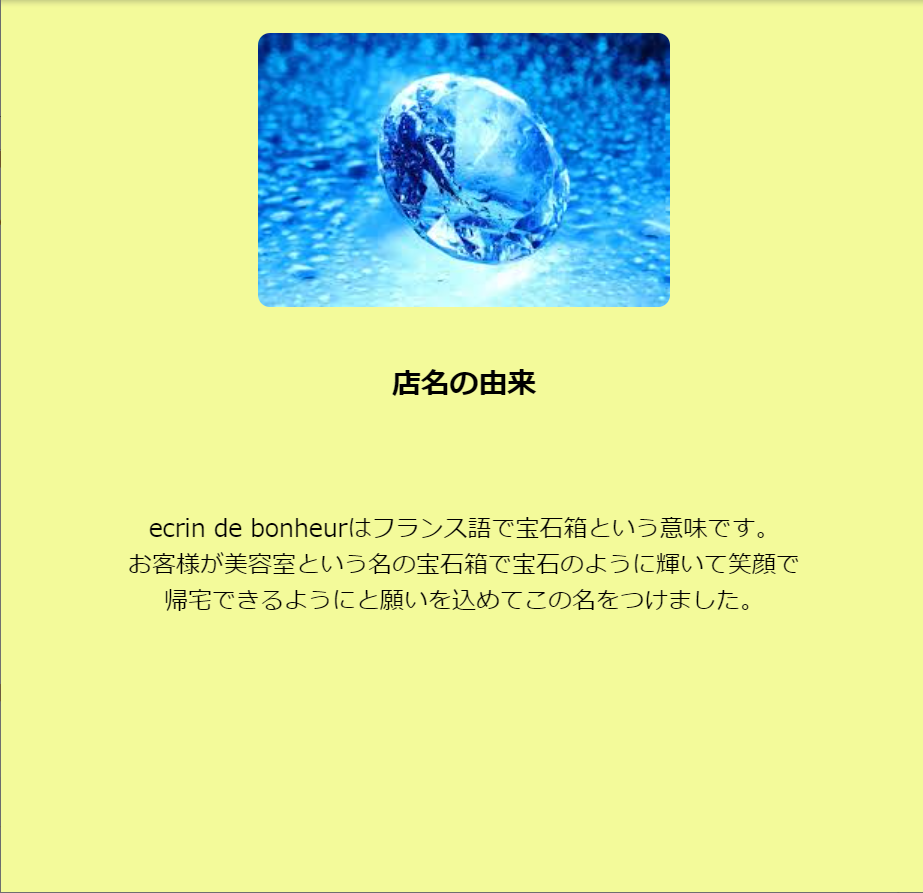 店名の由来
ecrin de bonheurはフランス語で宝石箱という意味です。
お客様が美容室という名の宝石箱で宝石のように輝いて笑顔で
帰宅できるようにと願いを込めてこの名をつけました。